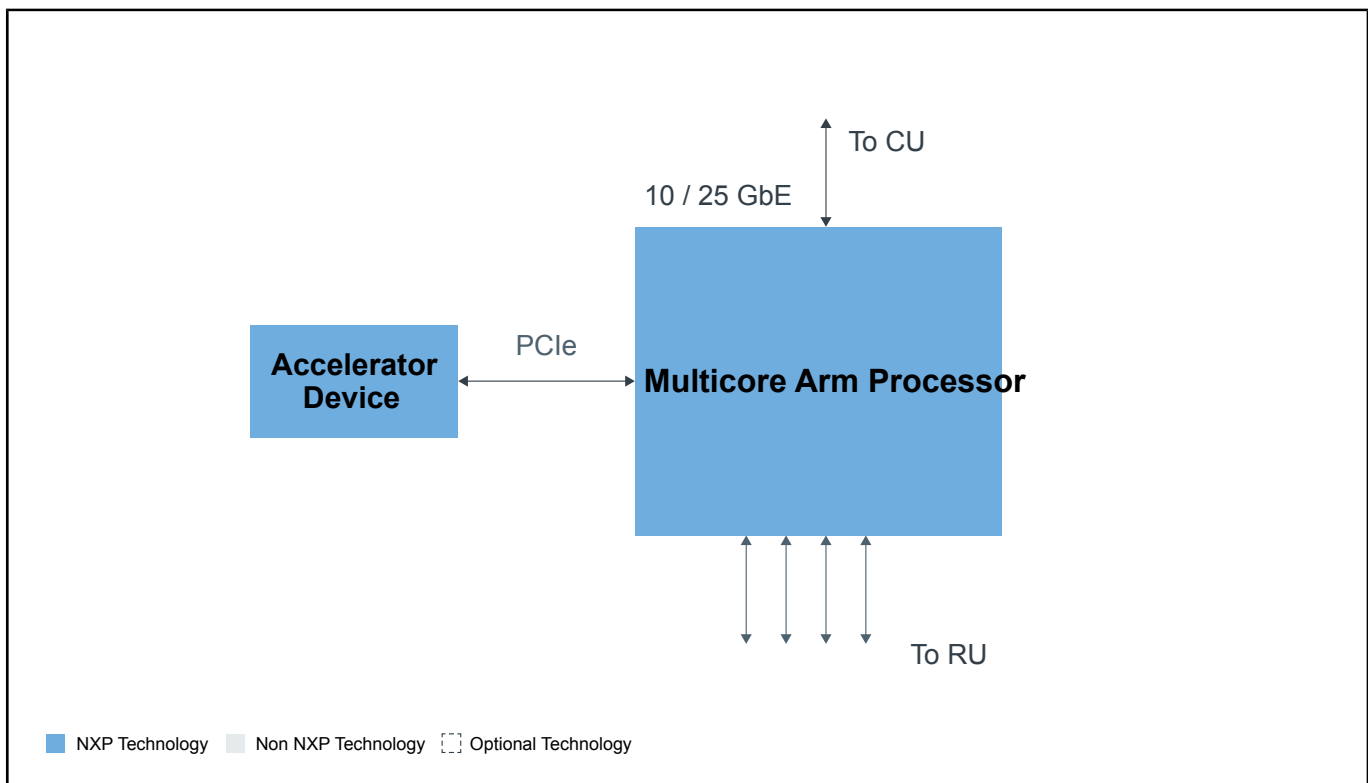 To CU
10 / 25 GbE
PCIe
Accelerator
Device
Multicore Arm Processor
To RU
NXP Technology
Non NXP Technology
Optional Technology